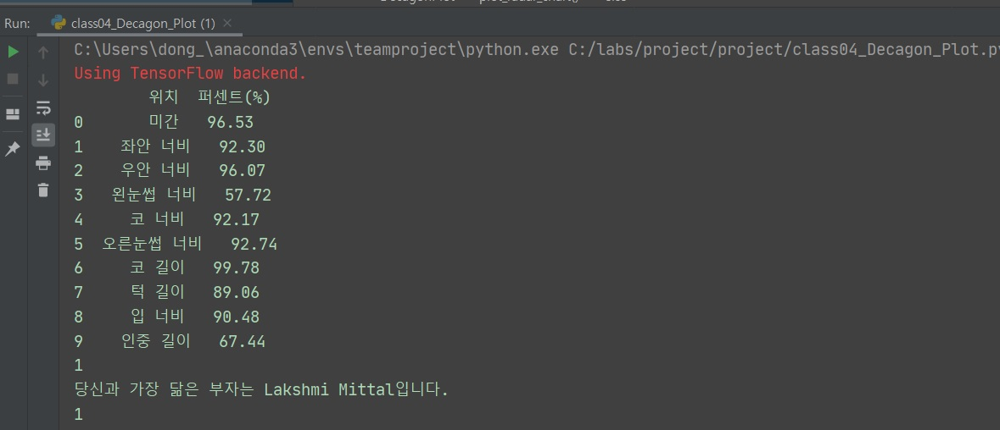 Run: class04_Decagon_Plot (1) ×
C:\Users\dong_\anaconda3\envs\teamproject\python.exe C:/labs/project/project/class04_Decagon_Plot.py
Using TensorFlow backend.
위치 퍼센트(%)
0 미간 96.53
1 좌안 너비 92.30
2 우안 너비 96.07
3 왼눈썹 너비 57.72
4 코 너비 92.17
5 오른눈썹 너비 92.74
6 코 길이 99.78
7 턱 길이 89.06
8 입 너비 90.48
9 인중 길이 67.44
1
당신과 가장 닮은 부자는 Lakshmi Mittal입니다.
1